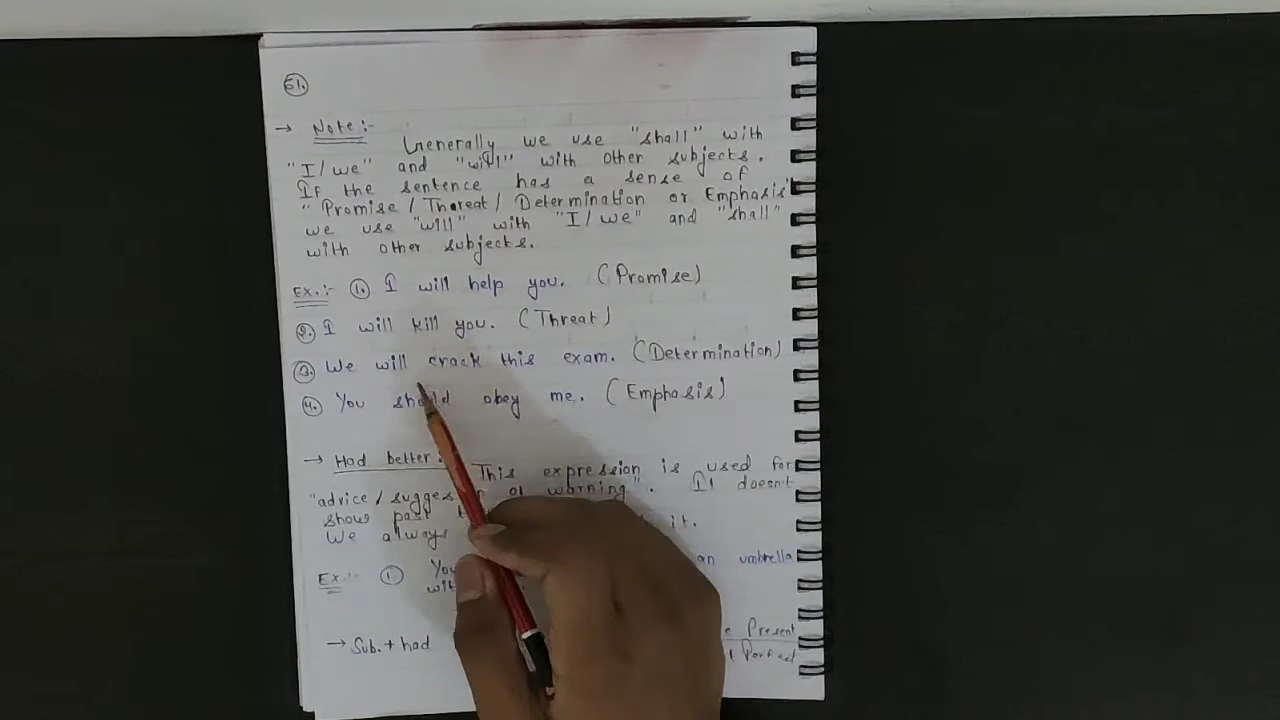 51.
→ Note:- Generally we use "shall" with
"I/we" and "will" with other subjects.
If the sentence has a sense of
"Promise / Thareat / Determination or Emphasis"
we use "will" with "I/we" and "shall"
with other subjects.
Ex.:- 1. I will help you. (Promise)
2. I will kill you. (Threat)
3. We will crack this exam. (Determination)
4. You should obey me. (Emphasis)
→ Had better: This expression is used for
"advice / or warning". It doesn't
show past it.
We always
Ex:- 1. You an umbrella
→ Sub. + had Present
Perfect